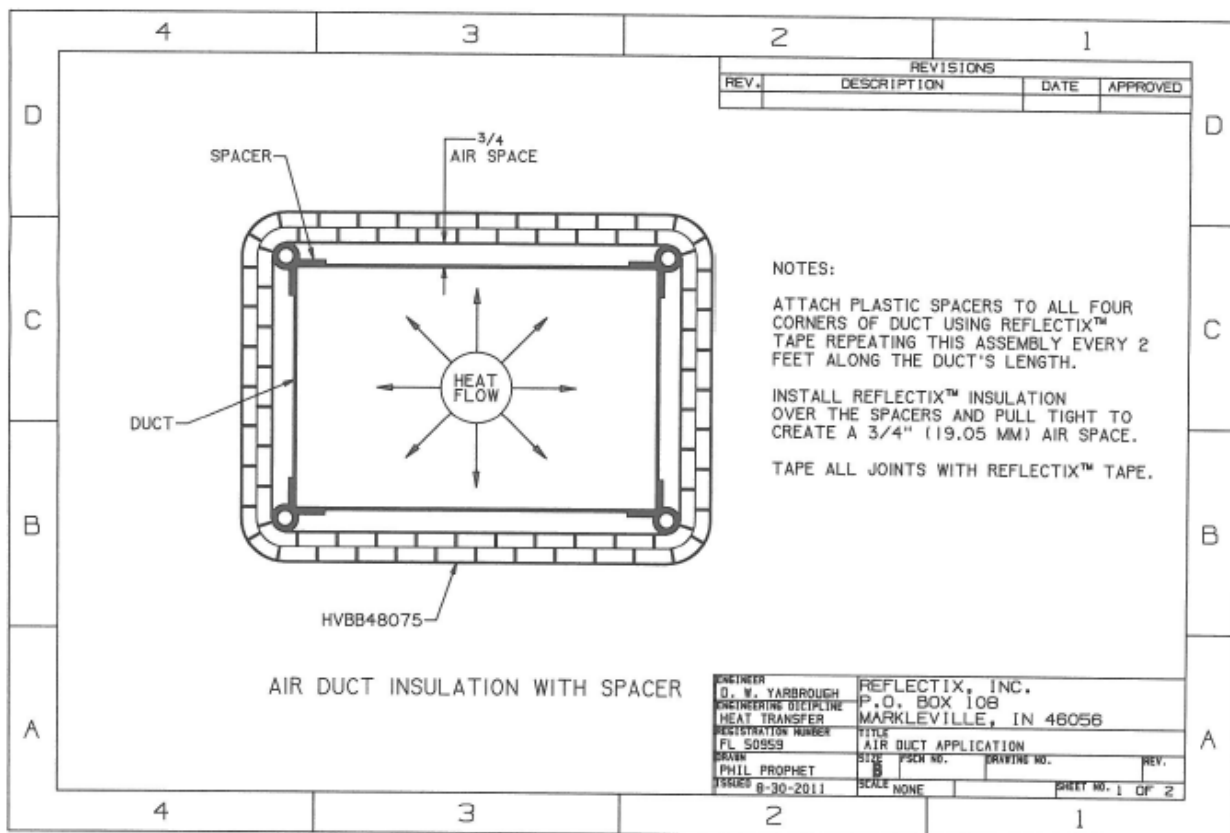 4 3 2 1
REVISIONS
REV. DESCRIPTION DATE APPROVED
D D
3/4
AIR SPACE
SPACER
NOTES:
ATTACH PLASTIC SPACERS TO ALL FOUR
CORNERS OF DUCT USING REFLECTIX™
TAPE REPEATING THIS ASSEMBLY EVERY 2
FEET ALONG THE DUCT'S LENGTH.
C C
HEAT
FLOW
INSTALL REFLECTIX™ INSULATION
OVER THE SPACERS AND PULL TIGHT TO
CREATE A 3/4" (19.05 MM) AIR SPACE.
DUCT
TAPE ALL JOINTS WITH REFLECTIX™ TAPE.
B B
HVBB48075
AIR DUCT INSULATION WITH SPACER
A A
ENGINEER
D. W. YARBROUGH
ENGINEERING DICIPLINE
HEAT TRANSFER
REGISTRATION NUMBER
FL 50959
DRAWN
PHIL PROPHET
ISSUED 8-30-2011
REFLECTIX, INC.
P.O. BOX 108
MARKLEVILLE, IN 46056
TITLE
AIR DUCT APPLICATION
SIZE FSCM NO. DRAWING NO. REV.
B
SCALE NONE SHEET NO. 1 OF 2
4 3 2 1